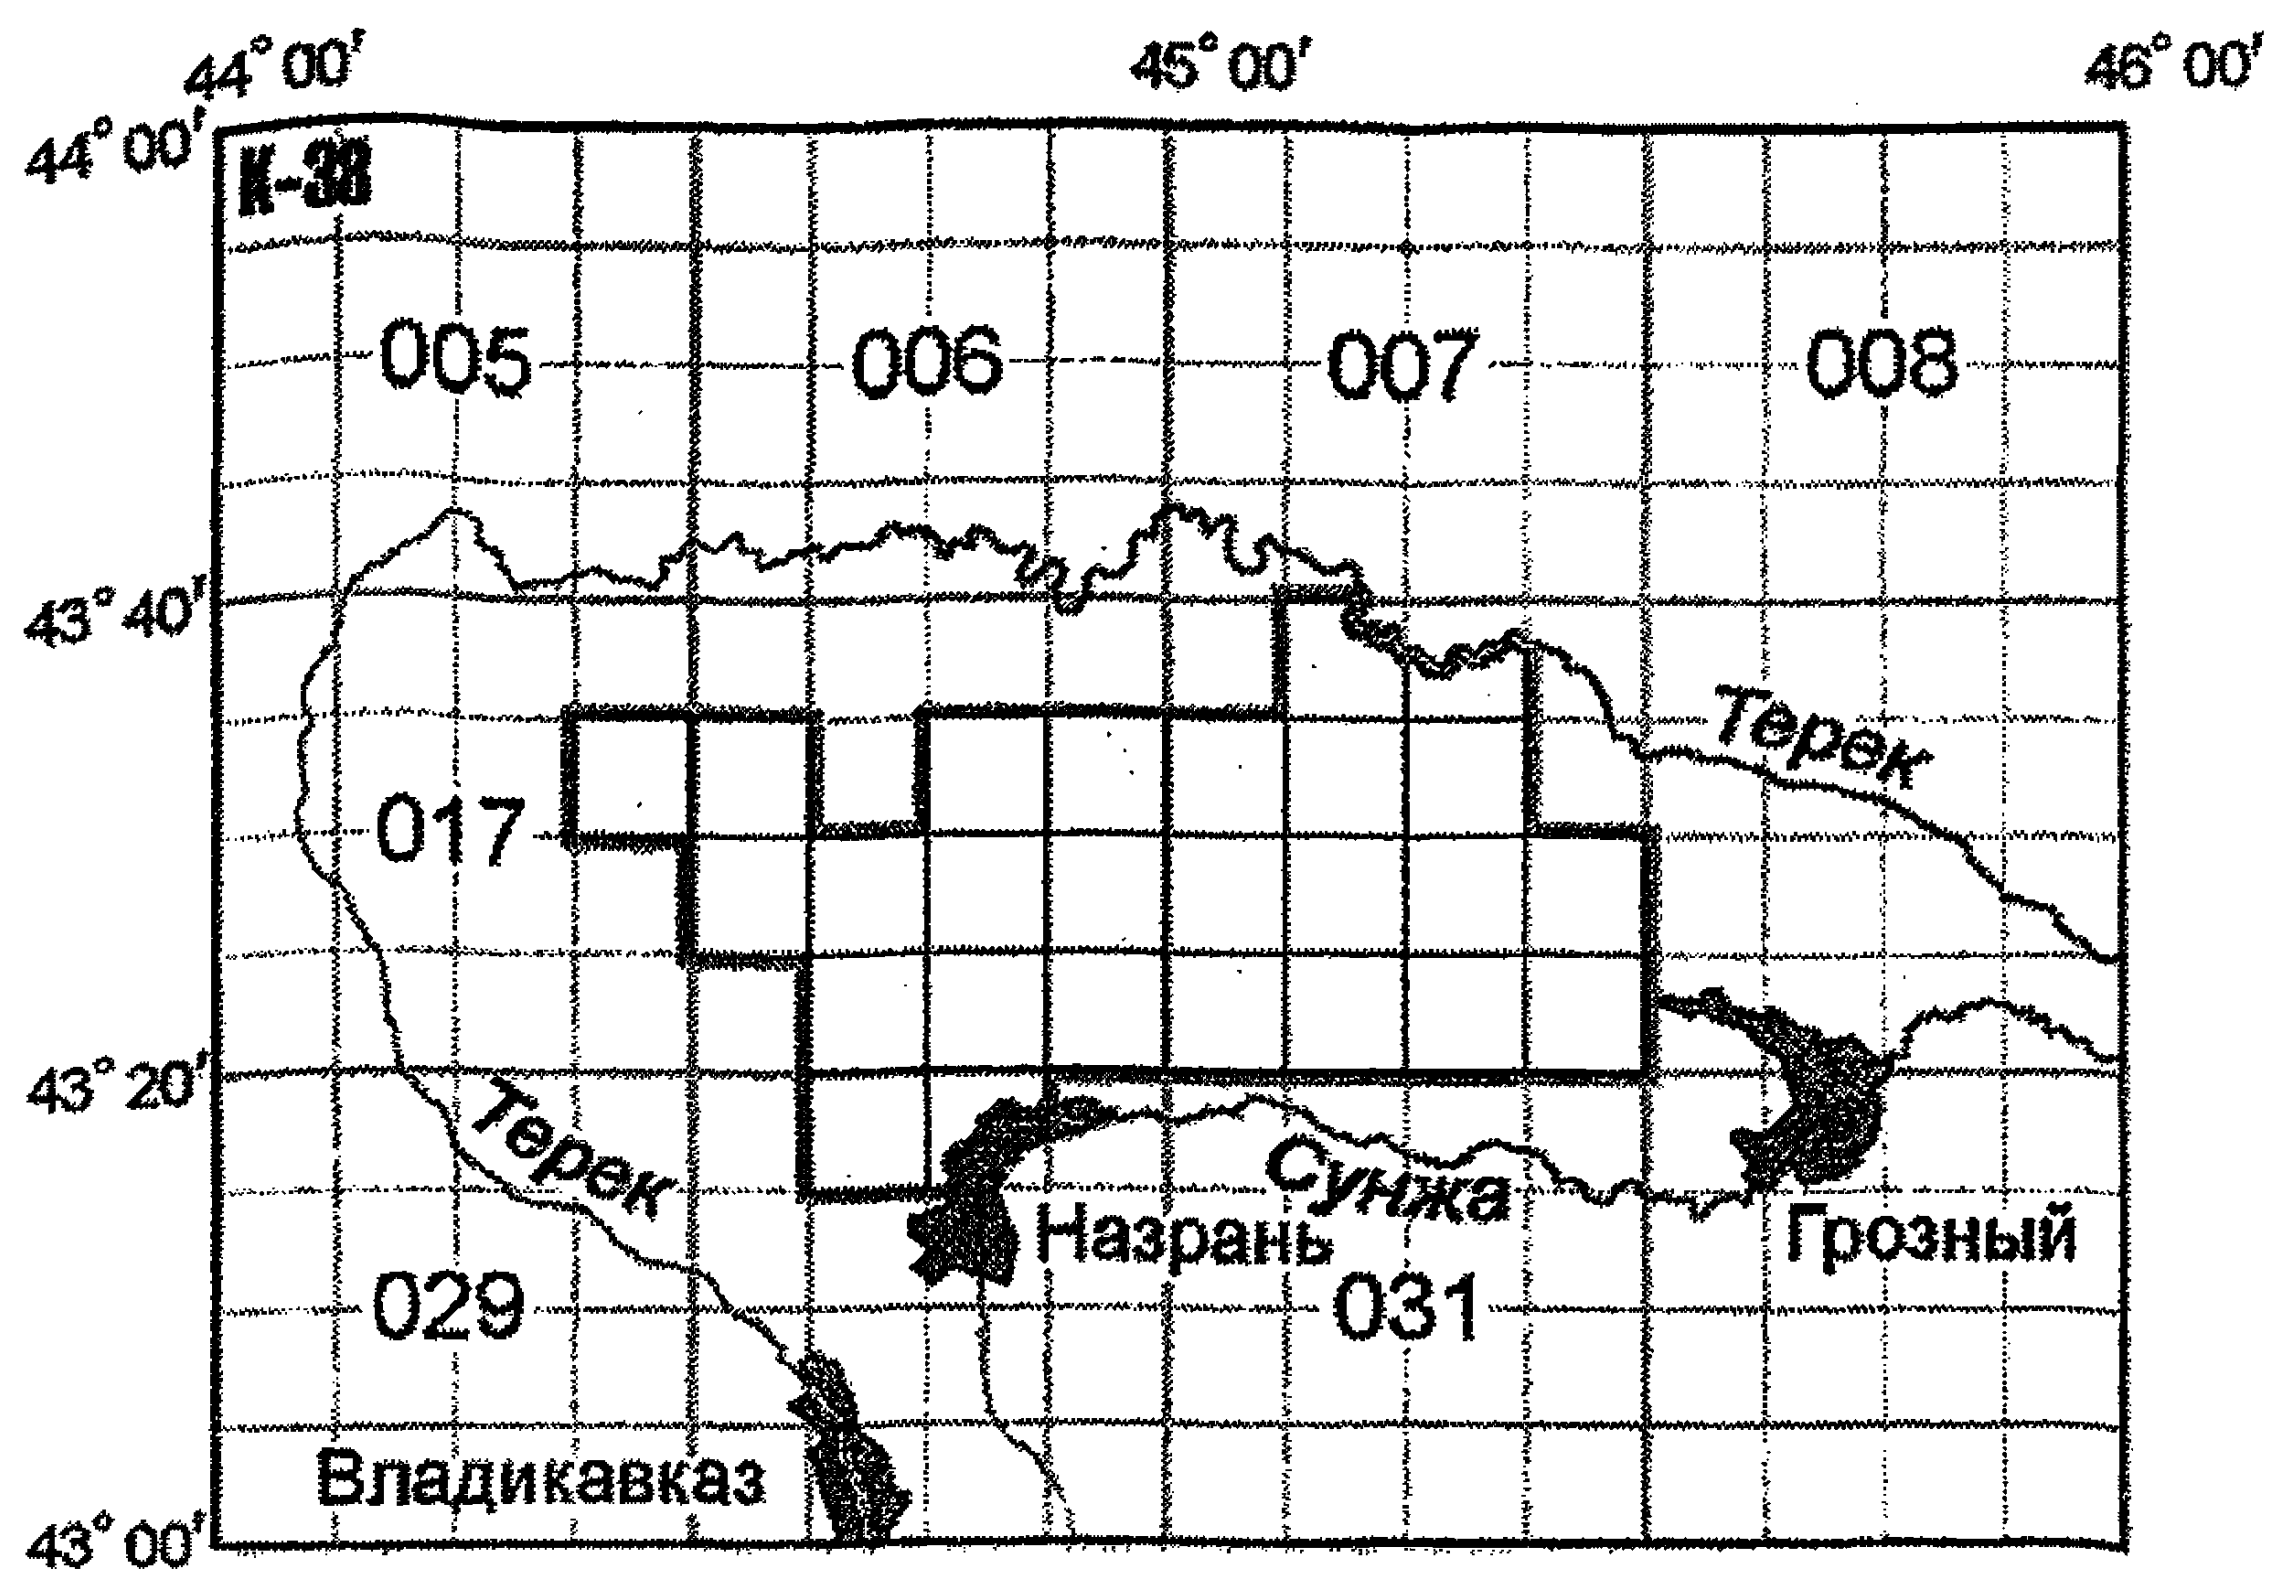 44° 00′ 45° 00′ 46° 00′
44° 00′
К-38
005 006 007 008
43° 40′
Терек
017
43° 20′
Терек
Сунжа
Назрань
Грозный
029 031
Владикавказ
43° 00′